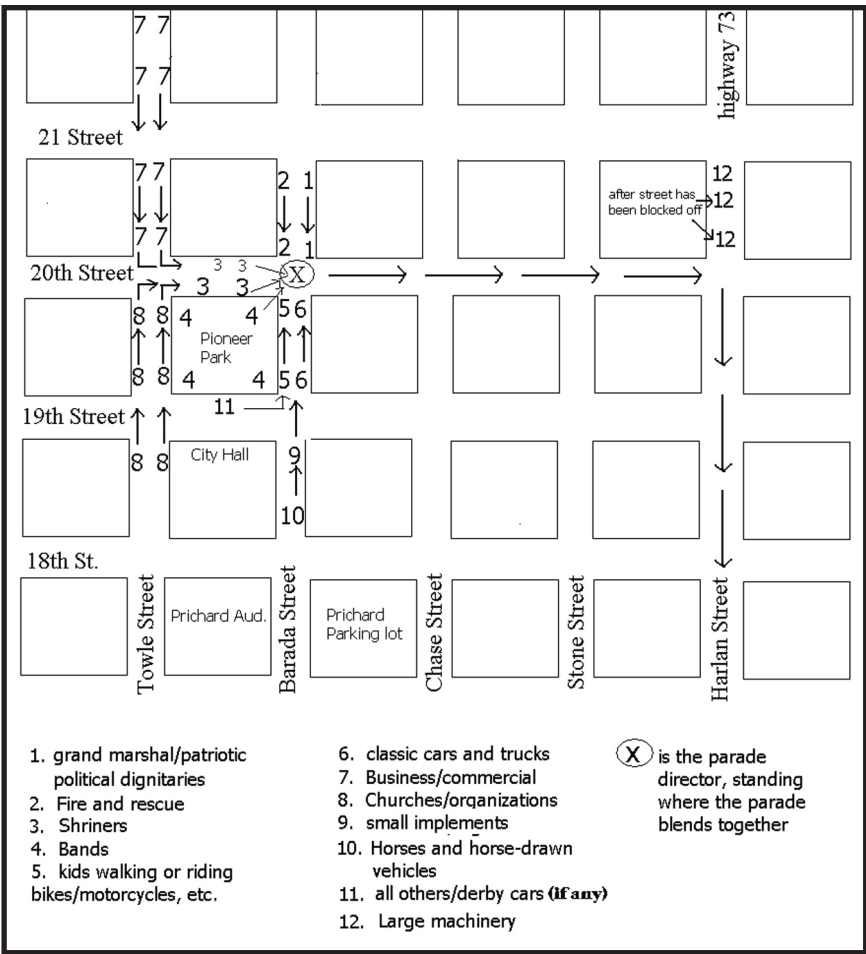 7 7
highway 73
7 7
21 Street
7 7
2 1
12
after street has
12
been blocked off
7 7
2 1
12
3 3
20th Street
X
3 3
8 8
4 4
5 6
Pioneer
Park
8 8
4 4
5 6
11
19th Street
City Hall
8 8
9
10
18th St.
Prichard Aud.
Prichard
Parking lot
Towle Street
Barada Street
Chase Street
Stone Street
Harlan Street
1. grand marshal/patriotic
political dignitaries
2. Fire and rescue
3. Shriners
4. Bands
5. kids walking or riding
bikes/motorcycles, etc.
6. classic cars and trucks
7. Business/commercial
8. Churches/organizations
9. small implements
10. Horses and horse-drawn
vehicles
11. all others/derby cars (if any)
12. Large machinery
X is the parade
director, standing
where the parade
blends together